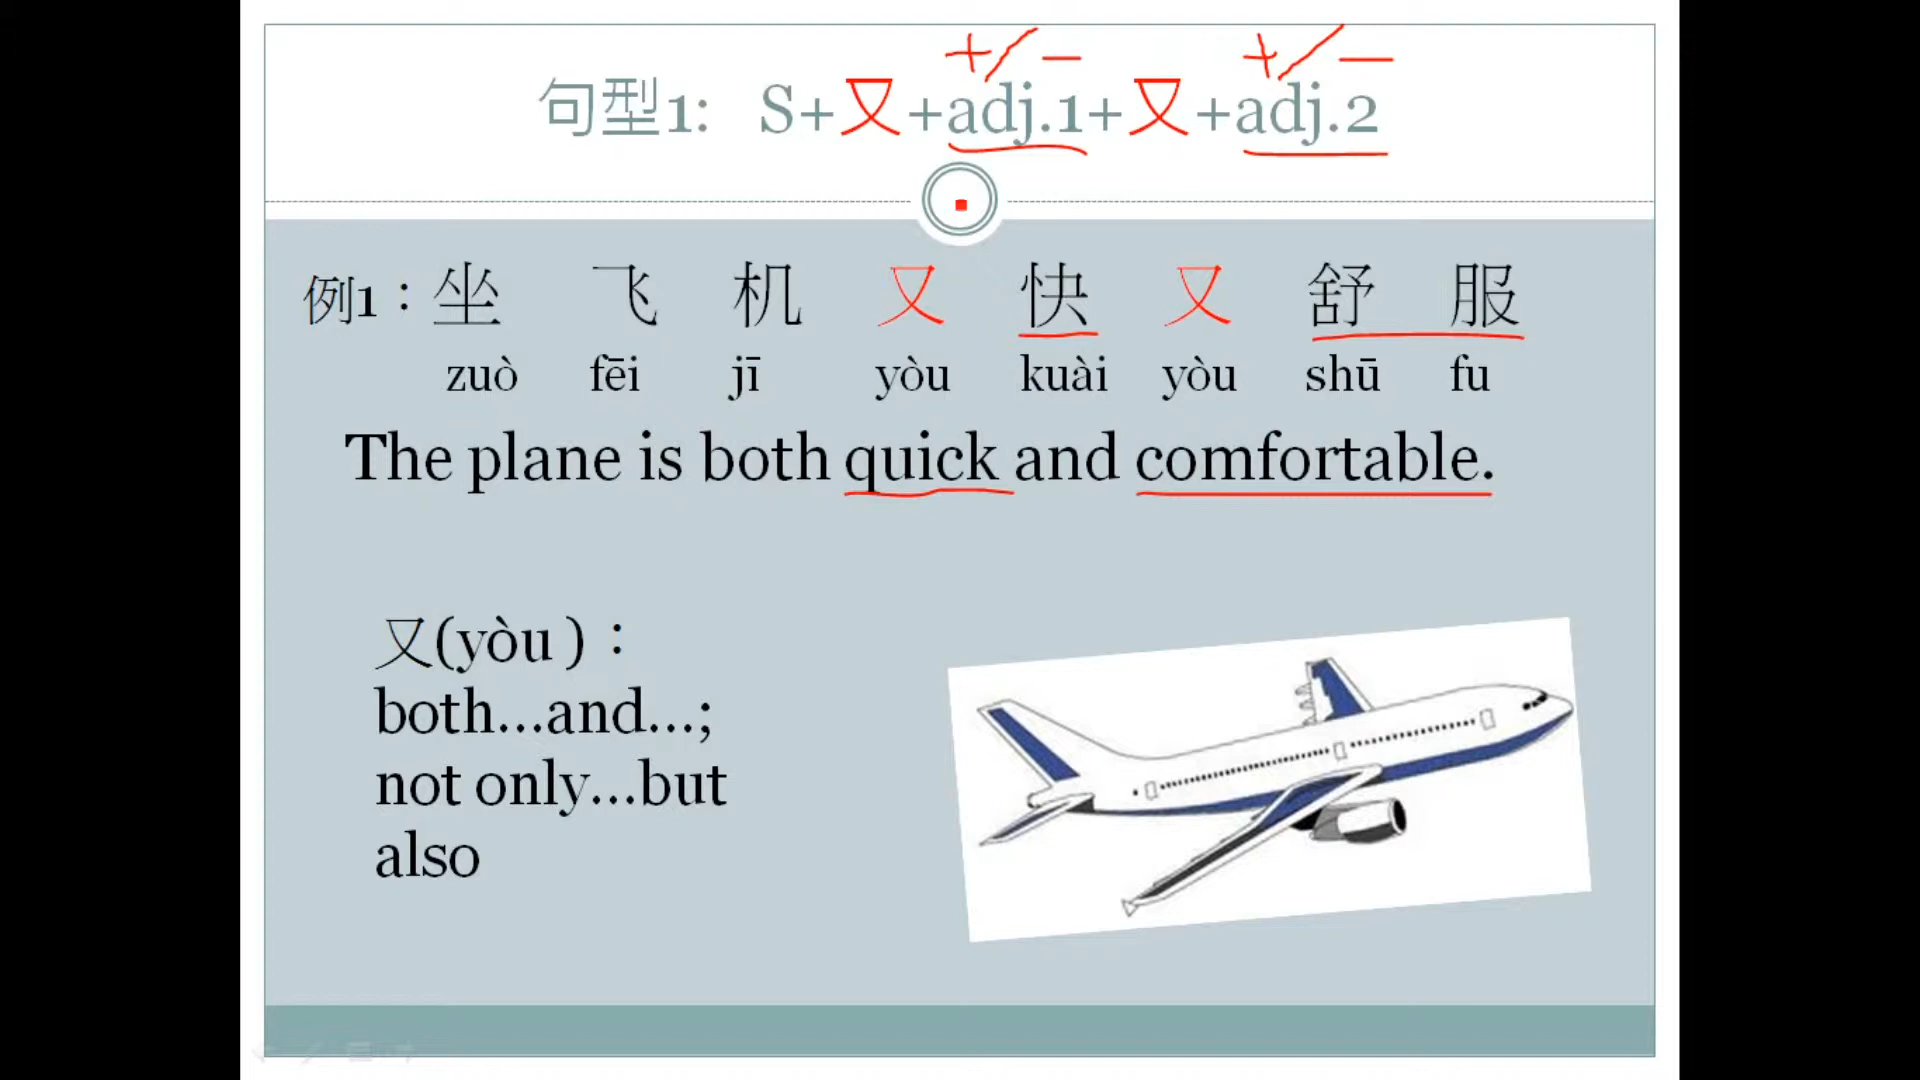 +/− +/−
句型1: S+又+adj.1+又+adj.2
例1：坐 飞 机 又 快 又 舒 服
zuò fēi jī yòu kuài yòu shū fu
The plane is both quick and comfortable.
又(yòu )：
both...and...;
not only...but
also